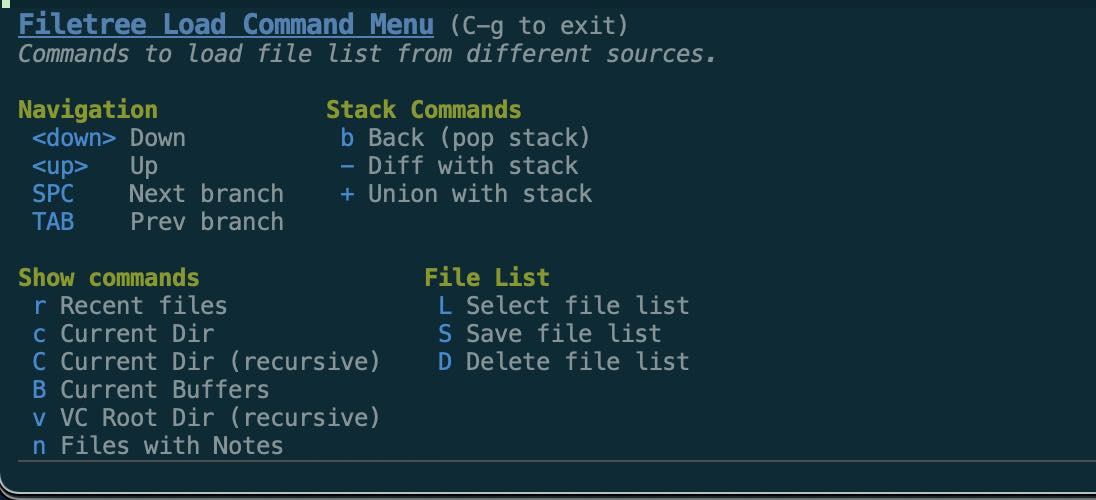 Filetree Load Command Menu (C-g to exit)
Commands to load file list from different sources.
Navigation Stack Commands
<down> Down b Back (pop stack)
<up> Up - Diff with stack
SPC Next branch + Union with stack
TAB Prev branch
Show commands File List
r Recent files L Select file list
c Current Dir S Save file list
C Current Dir (recursive) D Delete file list
B Current Buffers
v VC Root Dir (recursive)
n Files with Notes